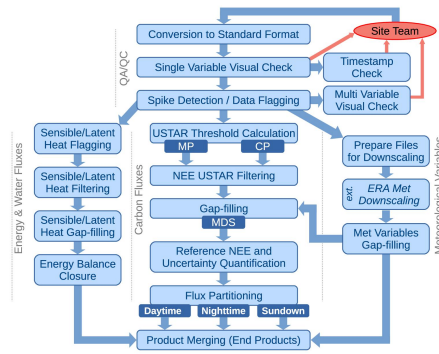 Site Team
Conversion to Standard Format
QA/QC
Single Variable Visual Check
Timestamp
Check
Spike Detection / Data Flagging
Multi Variable
Visual Check
Energy & Water Fluxes
Sensible/Latent
Heat Flagging
Sensible/Latent
Heat Filtering
Sensible/Latent
Heat Gap-filling
Energy Balance
Closure
Carbon Fluxes
USTAR Threshold Calculation
MP
CP
NEE USTAR Filtering
Gap-filling
MDS
Reference NEE and
Uncertainty Quantification
Flux Partitioning
Daytime
Nighttime
Sundown
Prepare Files
for Downscaling
ext.
ERA Met
Downscaling
Met Variables
Gap-filling
Meteorological Variables
Product Merging (End Products)